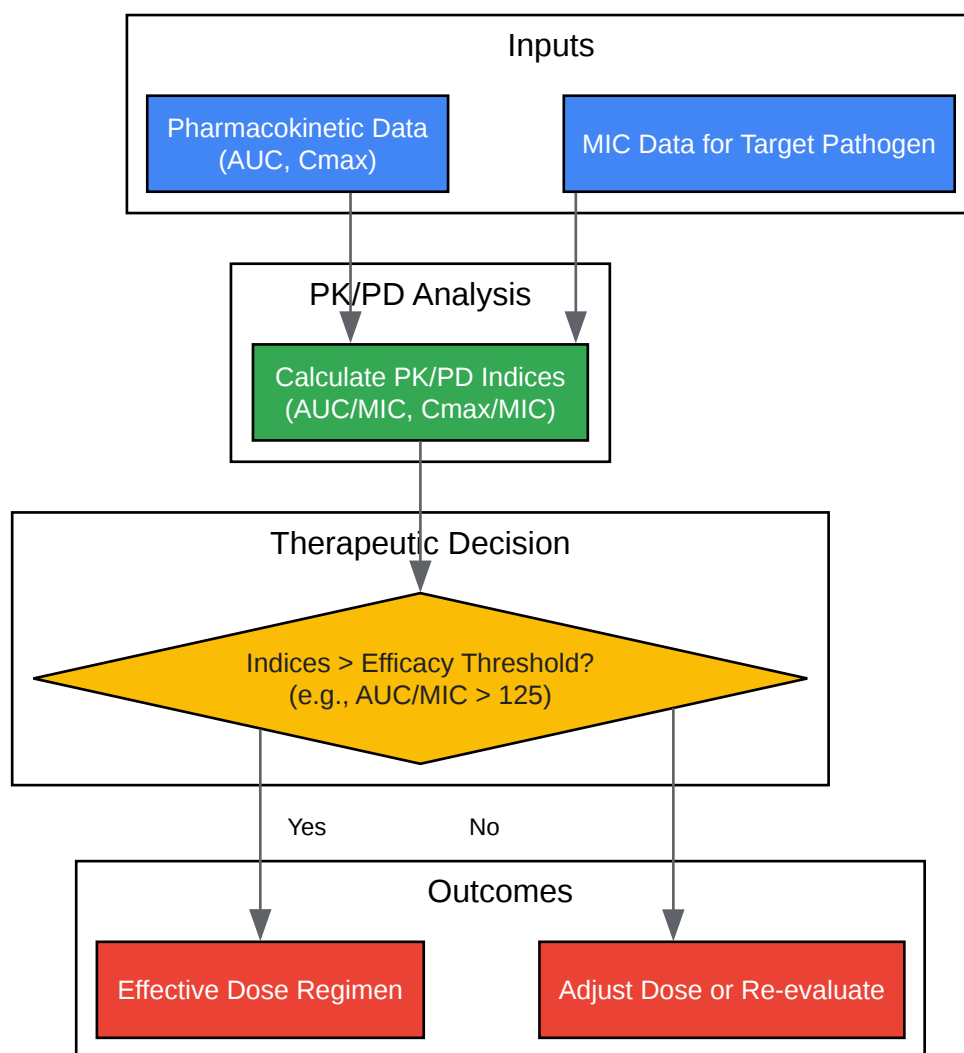 Inputs
Pharmacokinetic Data
(AUC, Cmax)
MIC Data for Target Pathogen
PK/PD Analysis
Calculate PK/PD Indices
(AUC/MIC, Cmax/MIC)
Therapeutic Decision
Indices > Efficacy Threshold?
(e.g., AUC/MIC > 125)
Yes
No
Outcomes
Effective Dose Regimen
Adjust Dose or Re-evaluate